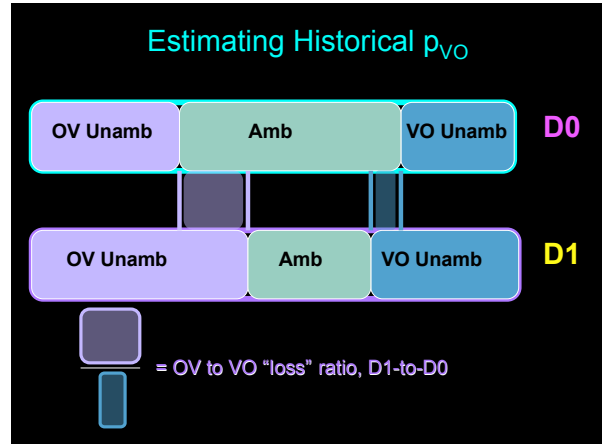 Estimating Historical pVO
OV Unamb Amb VO Unamb D0
OV Unamb Amb VO Unamb D1
= OV to VO “loss” ratio, D1-to-D0